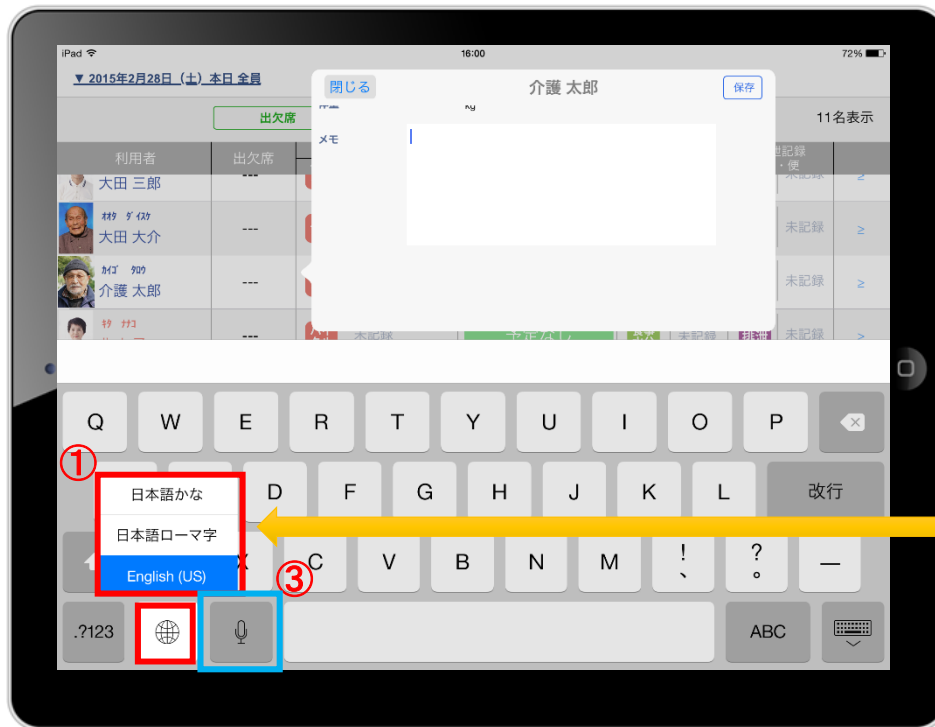 iPad 16:00 72%
▼ 2015年2月28日（土） 本日 全員
閉じる 介護 太郎 保存
出欠席 11名表示
kg
メモ
利用者 出欠席
・便
大田 三郎 --- 未記録 ≥
ｵｵﾀ ﾀﾞｲｽｹ
大田 大介 --- 未記録 ≥
ｶｲｺﾞ ﾀﾛｳ
介護 太郎 --- 未記録 ≥
ｷﾀ ﾅﾅｺ
--- 未記録 予定なし 未記録 排泄 未記録 ≥
Q W E R T Y U I O P
①
日本語かな
日本語ローマ字
English (US)
D F G H J K L 改行
X C V B N M ! 、 ? 。 —
③
.?123 ABC